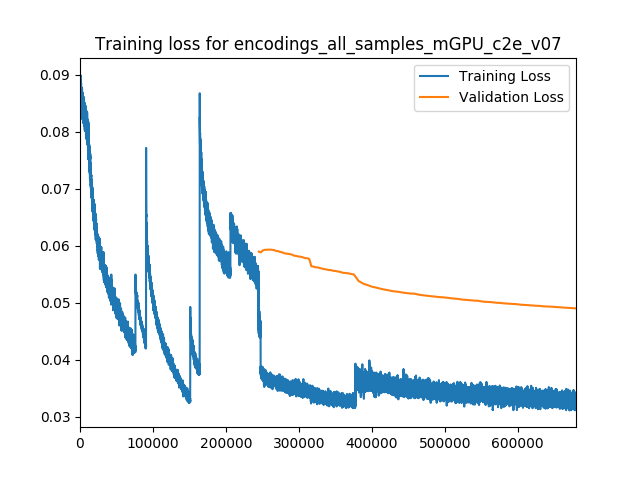 Training loss for encodings_all_samples_mGPU_c2e_v07
Training Loss
Validation Loss
0.09
0.08
0.07
0.06
0.05
0.04
0.03
0 100000 200000 300000 400000 500000 600000